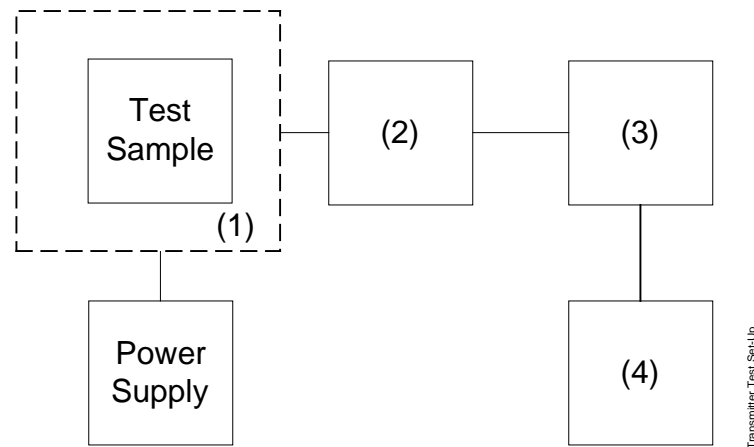 Test
Sample
(1)
(2)
(3)
Power
Supply
(4)
Transmitter Test Set-Up